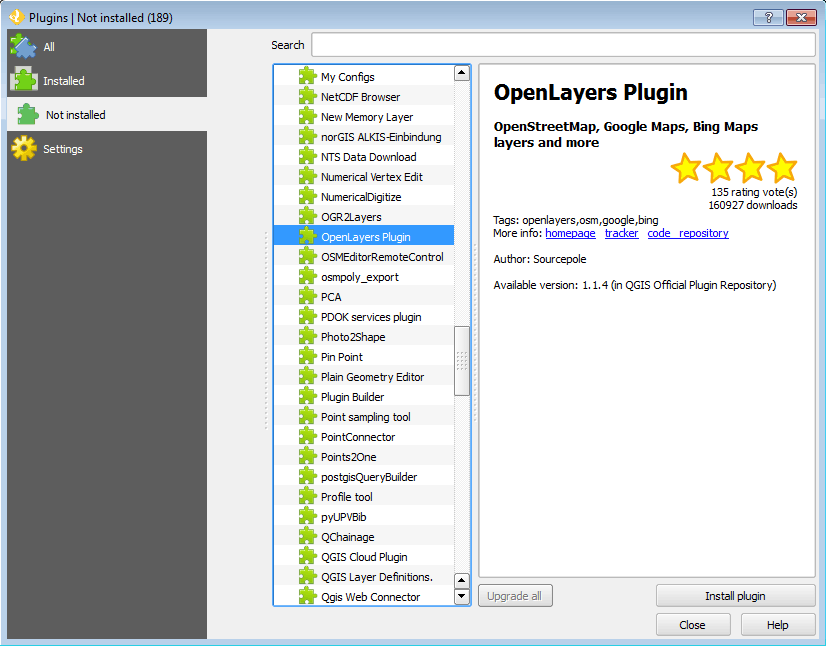 Plugins | Not installed (189)
All
Installed
Not installed
Settings
Search
My Configs
NetCDF Browser
New Memory Layer
norGIS ALKIS-Einbindung
NTS Data Download
Numerical Vertex Edit
NumericalDigitize
OGR2Layers
OpenLayers Plugin
OSMEditorRemoteControl
osmpoly_export
PCA
PDOK services plugin
Photo2Shape
Pin Point
Plain Geometry Editor
Plugin Builder
Point sampling tool
PointConnector
Points2One
postgisQueryBuilder
Profile tool
pyUPVBib
QChainage
QGIS Cloud Plugin
QGIS Layer Definitions.
Qgis Web Connector
OpenLayers Plugin
OpenStreetMap, Google Maps, Bing Maps
layers and more
135 rating vote(s)
160927 downloads
Tags: openlayers,osm,google,bing
More info: homepage tracker code_repository
Author: Sourcepole
Available version: 1.1.4 (in QGIS Official Plugin Repository)
Upgrade all
Install plugin
Close
Help